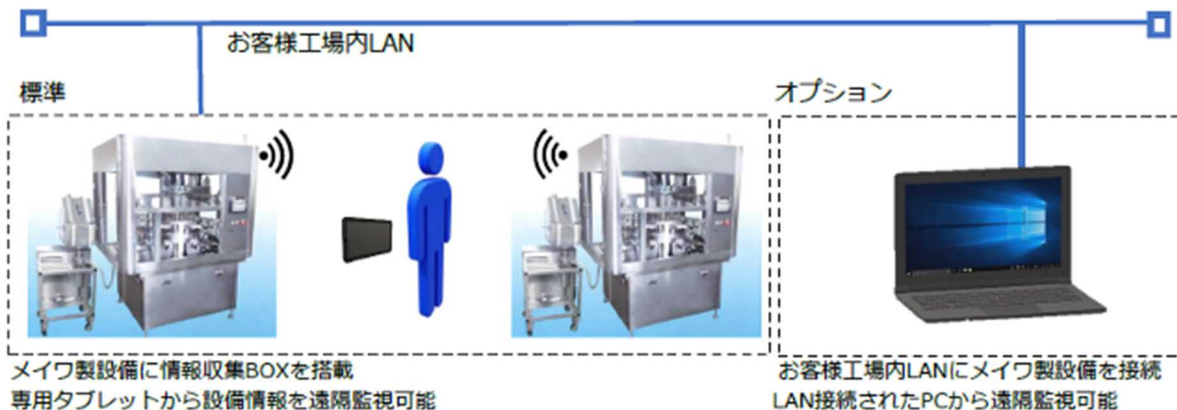 お客様工場内LAN
標準
オプション
メイワ製設備に情報収集BOXを搭載
専用タブレットから設備情報を遠隔監視可能
お客様工場内LANにメイワ製設備を接続
LAN接続されたPCから遠隔監視可能